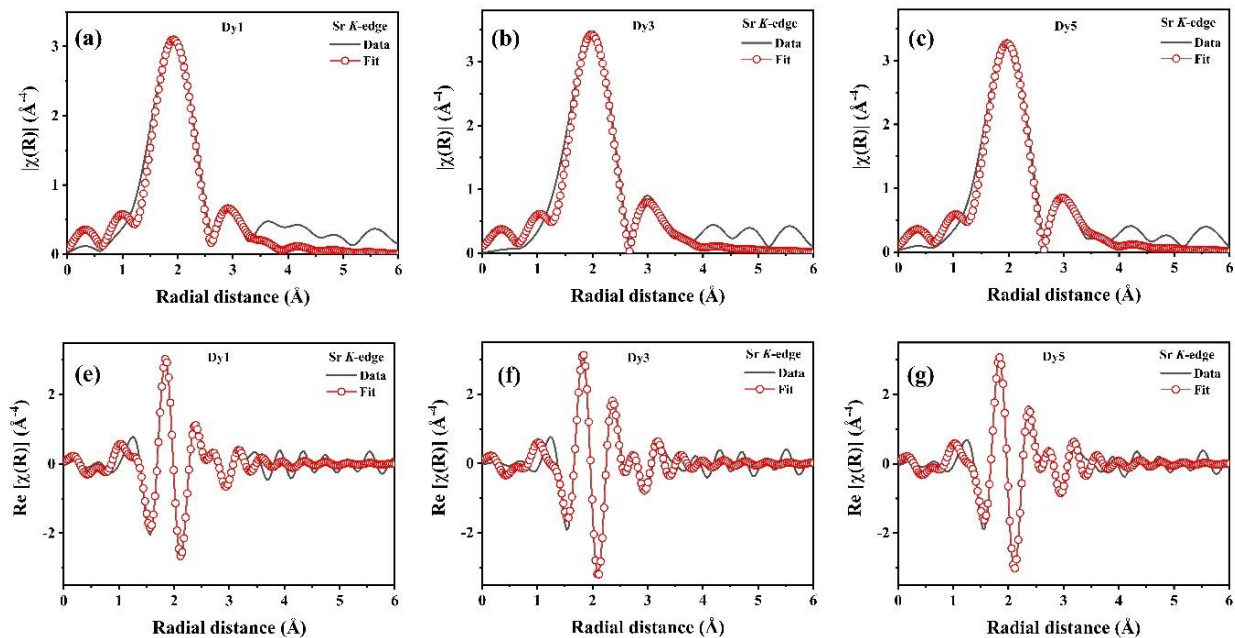 (a)
Dy1
Sr K-edge
Data
Fit
3
2
1
0
0 1 2 3 4 5 6
|χ(R)| (Å⁻⁴)
Radial distance (Å)
(b)
Dy3
Sr K-edge
Data
Fit
3
2
1
0
0 1 2 3 4 5 6
|χ(R)| (Å⁻⁴)
Radial distance (Å)
(c)
Dy5
Sr K-edge
Data
Fit
3
2
1
0
0 1 2 3 4 5 6
|χ(R)| (Å⁻⁴)
Radial distance (Å)
(e)
Dy1
Sr K-edge
Data
Fit
2
0
-2
0 1 2 3 4 5 6
Re [χ(R)] (Å⁻⁴)
Radial distance (Å)
(f)
Dy3
Sr K-edge
Data
Fit
2
0
-2
0 1 2 3 4 5 6
Re [χ(R)] (Å⁻⁴)
Radial distance (Å)
(g)
Dy5
Sr K-edge
Data
Fit
2
0
-2
0 1 2 3 4 5 6
Re [χ(R)] (Å⁻⁴)
Radial distance (Å)